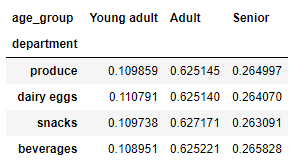 age_group Young adult Adult Senior
department
produce 0.109859 0.625145 0.264997
dairy eggs 0.110791 0.625140 0.264070
snacks 0.109738 0.627171 0.263091
beverages 0.108951 0.625221 0.265828